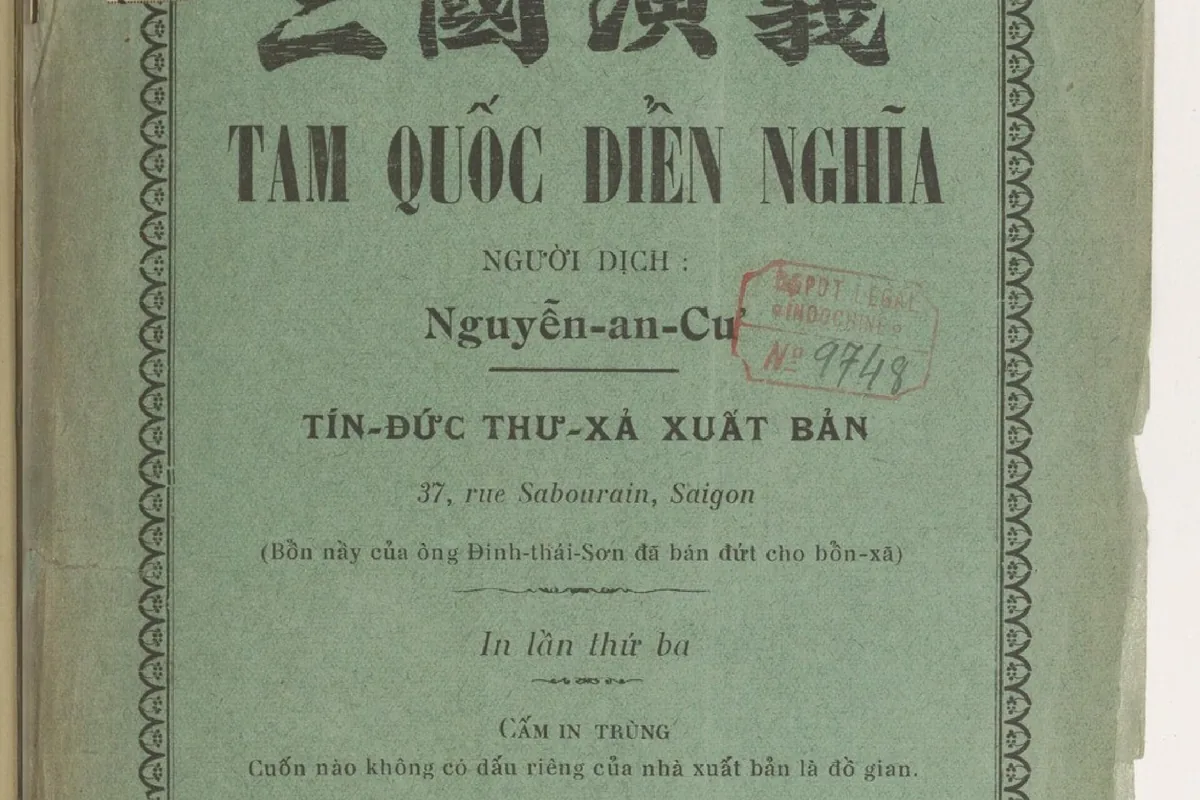 三國演義
TAM QUỐC DIỂN NGHĨA
NGƯỜI DỊCH :
Nguyễn-an-Cư
DÉPOT LÉGAL
INDOCHINE
Nº 9748
TÍN-ĐỨC THƯ-XẢ XUẤT BẢN
37, rue Sabourain, Saigon
(Bổn nầy của ông Đinh-thái-Sơn đã bán đứt cho bổn-xã)
In lần thứ ba
CẤM IN TRÙNG
Cuốn nào không có dấu riêng của nhà xuất bản là đồ gian.